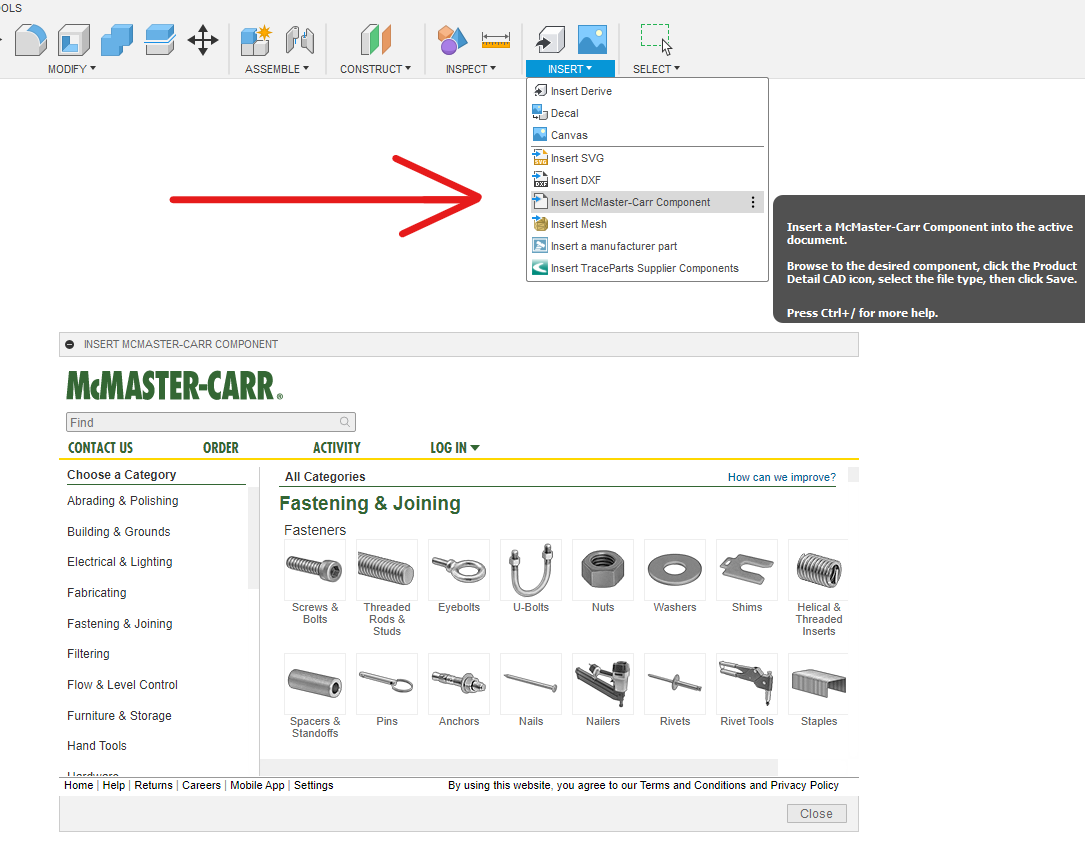 OLS
MODIFY ASSEMBLE CONSTRUCT INSPECT INSERT SELECT
Insert Derive
Decal
Canvas
SVG Insert SVG
DXF Insert DXF
Insert McMaster-Carr Component
Insert Mesh
Insert a manufacturer part
Insert TraceParts Supplier Components
Insert a McMaster-Carr Component into the active
document.
Browse to the desired component, click the Product
Detail CAD icon, select the file type, then click Save.
Press Ctrl+/ for more help.
INSERT MCMASTER-CARR COMPONENT
McMASTER-CARR®
Find
CONTACT US ORDER ACTIVITY LOG IN
Choose a Category
Abrading & Polishing
Building & Grounds
Electrical & Lighting
Fabricating
Fastening & Joining
Filtering
Flow & Level Control
Furniture & Storage
Hand Tools
Hardware
All Categories
How can we improve?
Fastening & Joining
Fasteners
Screws &
Bolts
Threaded
Rods &
Studs
Eyebolts
U-Bolts
Nuts
Washers
Shims
Helical &
Threaded
Inserts
Spacers &
Standoffs
Pins
Anchors
Nails
Nailers
Rivets
Rivet Tools
Staples
Home | Help | Returns | Careers | Mobile App | Settings
By using this website, you agree to our Terms and Conditions and Privacy Policy
Close